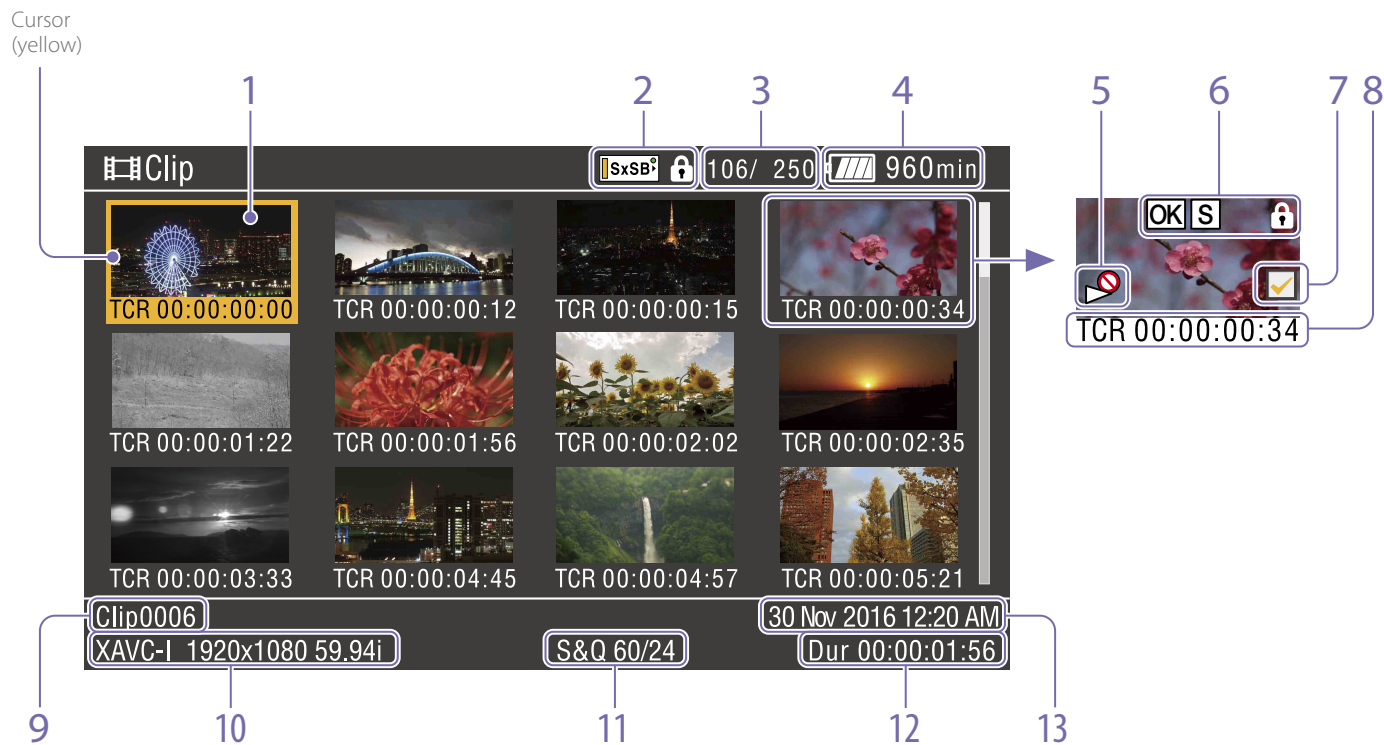 Cursor
(yellow)
1
2
3
4
5
6
7
8
Clip
SxSB
106/ 250
960min
OK S
TCR 00:00:00:00
TCR 00:00:00:12
TCR 00:00:00:15
TCR 00:00:00:34
TCR 00:00:00:34
TCR 00:00:01:22
TCR 00:00:01:56
TCR 00:00:02:02
TCR 00:00:02:35
TCR 00:00:03:33
TCR 00:00:04:45
TCR 00:00:04:57
TCR 00:00:05:21
Clip0006
30 Nov 2016 12:20 AM
XAVC-I 1920x1080 59.94i
S&Q 60/24
Dur 00:00:01:56
9
10
11
12
13